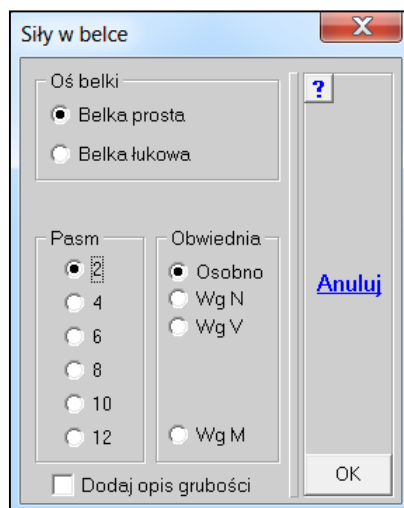 Siły w belce
X
Oś belki
Belka prosta
Belka łukowa
?
Pasm
2
4
6
8
10
12
Obwiednia
Osobno
Wg N
Wg V
Wg M
Anuluj
Dodaj opis grubości
OK